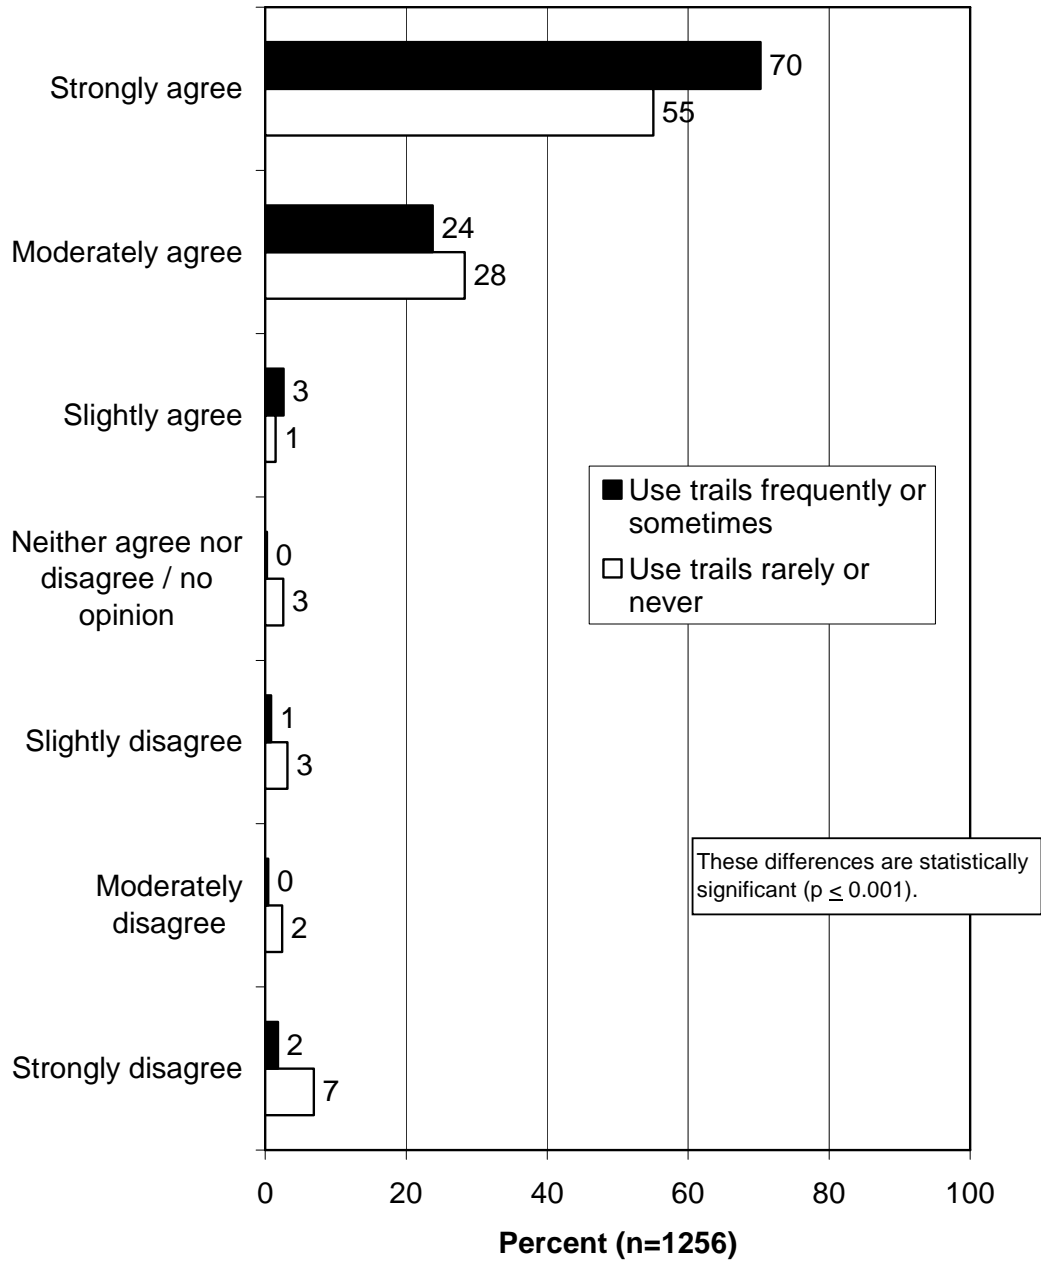 Strongly agree
70
55
Moderately agree
24
28
Slightly agree
3
1
Neither agree nor
disagree / no
opinion
0
3
Slightly disagree
1
3
Moderately
disagree
0
2
Strongly disagree
2
7
Use trails frequently or
sometimes
Use trails rarely or
never
These differences are statistically
significant (p ≤ 0.001).
0 20 40 60 80 100
Percent (n=1256)